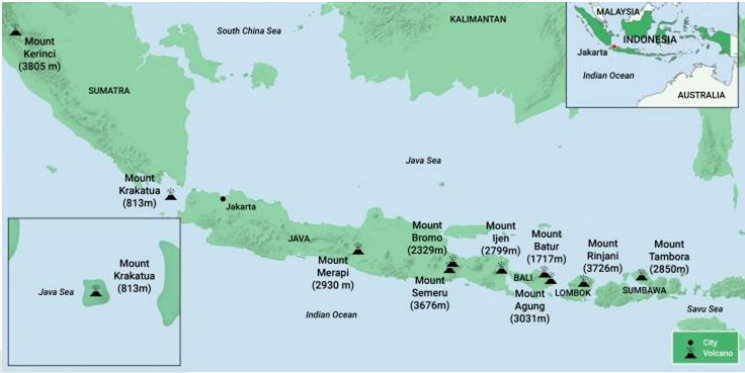 Mount
Kerinci
(3805 m)
SUMATRA
South China Sea
KALIMANTAN
MALAYSIA
INDONESIA
Jakarta
Indian Ocean
AUSTRALIA
Java Sea
Mount
Krakatua
(813m)
Jakarta
JAVA
Mount
Merapi
(2930 m)
Mount
Bromo
(2329m)
Mount
Semeru
(3676m)
Mount
Ijen
(2799m)
Mount
Batur
(1717m)
BALI
Mount
Agung
(3031m)
Mount
Rinjani
(3726m)
LOMBOK
Mount
Tambora
(2850m)
SUMBAWA
Indian Ocean
Savu Sea
Mount
Krakatua
(813m)
Java Sea
City
Volcano